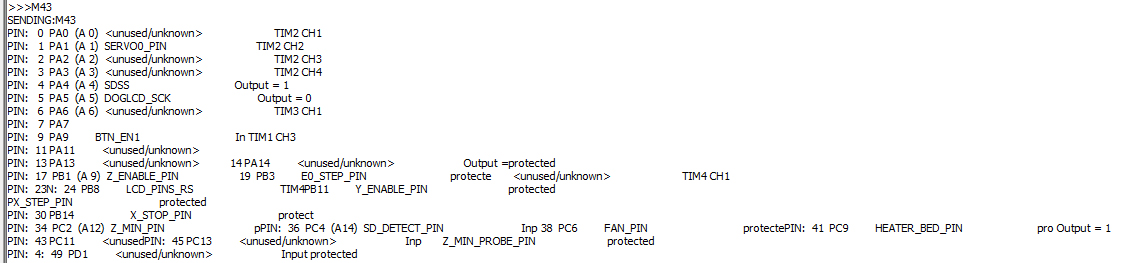 >>>M43
SENDING:M43
PIN: 0 PA0 (A 0) <unused/unknown> TIM2 CH1
PIN: 1 PA1 (A 1) SERVO0_PIN TIM2 CH2
PIN: 2 PA2 (A 2) <unused/unknown> TIM2 CH3
PIN: 3 PA3 (A 3) <unused/unknown> TIM2 CH4
PIN: 4 PA4 (A 4) SDSS Output = 1
PIN: 5 PA5 (A 5) DOGLCD_SCK Output = 0
PIN: 6 PA6 (A 6) <unused/unknown> TIM3 CH1
PIN: 7 PA7
PIN: 9 PA9 BTN_EN1 In TIM1 CH3
PIN: 11 PA11 <unused/unknown>
PIN: 13 PA13 <unused/unknown> 14 PA14 <unused/unknown> Output =protected
PIN: 17 PB1 (A 9) Z_ENABLE_PIN 19 PB3 E0_STEP_PIN protecte <unused/unknown> TIM4 CH1
PIN: 23N: 24 PB8 LCD_PINS_RS TIM4PB11 Y_ENABLE_PIN protected
PX_STEP_PIN protected
PIN: 30 PB14 X_STOP_PIN protect
PIN: 34 PC2 (A12) Z_MIN_PIN pPIN: 36 PC4 (A14) SD_DETECT_PIN Inp 38 PC6 FAN_PIN protectePIN: 41 PC9 HEATER_BED_PIN pro Output = 1
PIN: 43 PC11 <unusedPIN: 45 PC13 <unused/unknown> Inp Z_MIN_PROBE_PIN protected
PIN: 4: 49 PD1 <unused/unknown> Input protected